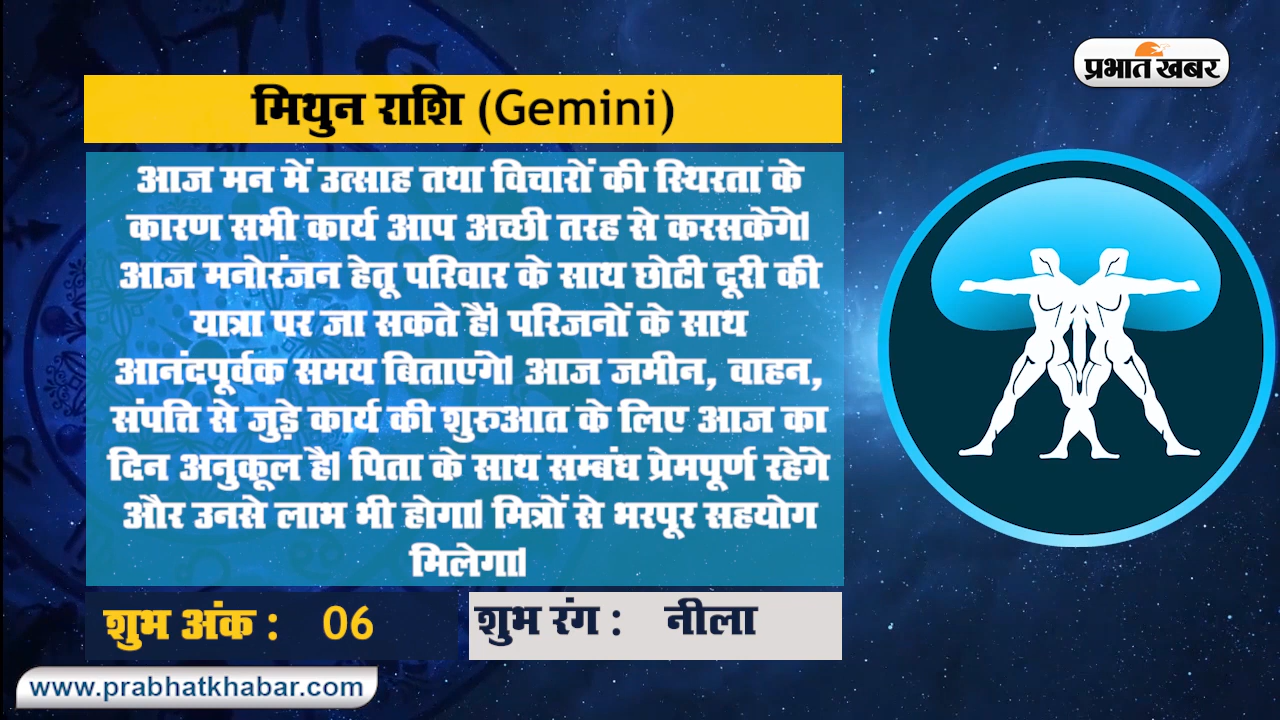 प्रभात खबर
मिथुन राशि (Gemini)
आज मन में उत्साह तथा विचारों की स्थिरता के
कारण सभी कार्य आप अच्छी तरह से करसकेंगे।
आज मनोरंजन हेतू परिवार के साथ छोटी दूरी की
यात्रा पर जा सकते हैं। परिजनों के साथ
आनंदपूर्वक समय बिताएंगे। आज जमीन, वाहन,
संपत्ति से जुड़े कार्य की शुरुआत के लिए आज का
दिन अनुकूल है। पिता के साथ सम्बंध प्रेमपूर्ण रहेंगे
और उनसे लाभ भी होगा। मित्रों से भरपूर सहयोग
मिलेगा।
शुभ अंक : 06
शुभ रंग : नीला
www.prabhatkhabar.com